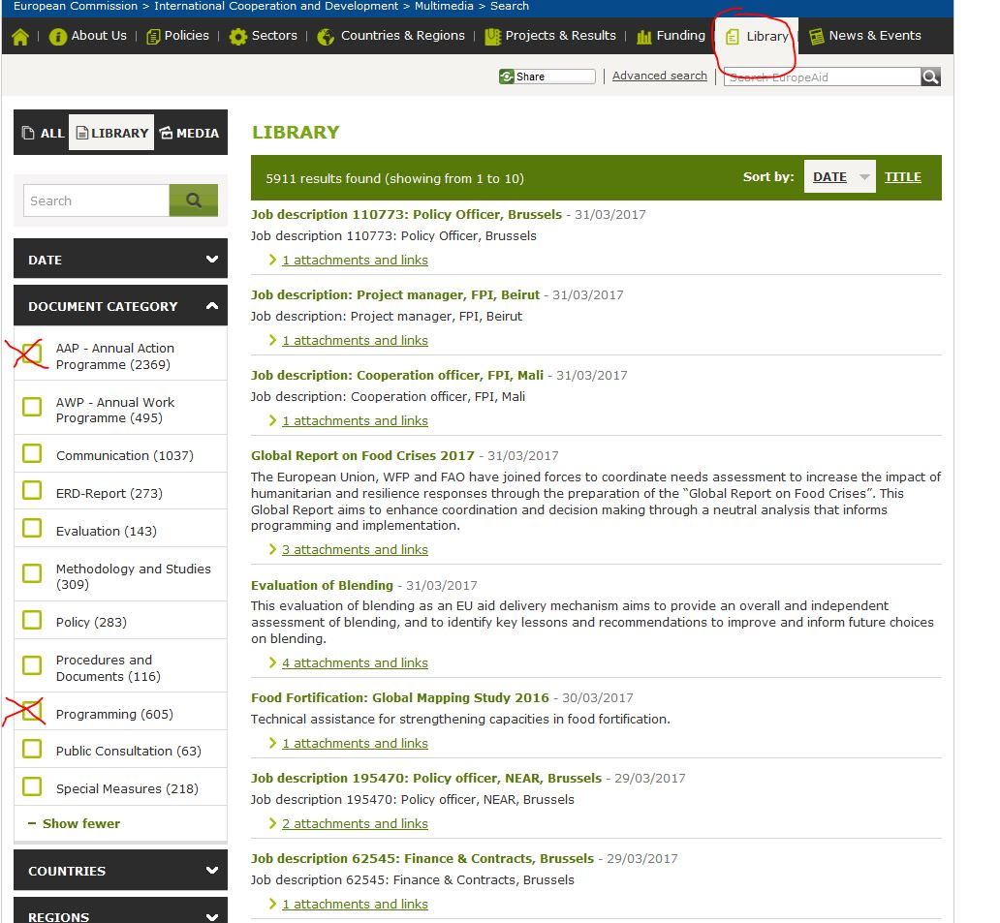 European Commission > International Cooperation and Development > Multimedia > Search
About Us | Policies | Sectors | Countries & Regions | Projects & Results | Funding | Library | News & Events
Share | Advanced search | Search EuropeAid
ALL LIBRARY MEDIA
Search
DATE
DOCUMENT CATEGORY
AAP - Annual Action
Programme (2369)
AWP - Annual Work
Programme (495)
Communication (1037)
ERD-Report (273)
Evaluation (143)
Methodology and Studies
(309)
Policy (283)
Procedures and
Documents (116)
Programming (605)
Public Consultation (63)
Special Measures (218)
− Show fewer
COUNTRIES
REGIONS
LIBRARY
5911 results found (showing from 1 to 10) Sort by: DATE TITLE
Job description 110773: Policy Officer, Brussels - 31/03/2017
Job description 110773: Policy Officer, Brussels
1 attachments and links
Job description: Project manager, FPI, Beirut - 31/03/2017
Job description: Project manager, FPI, Beirut
1 attachments and links
Job description: Cooperation officer, FPI, Mali - 31/03/2017
Job description: Cooperation officer, FPI, Mali
1 attachments and links
Global Report on Food Crises 2017 - 31/03/2017
The European Union, WFP and FAO have joined forces to coordinate needs assessment to increase the impact of
humanitarian and resilience responses through the preparation of the “Global Report on Food Crises”. This
Global Report aims to enhance coordination and decision making through a neutral analysis that informs
programming and implementation.
3 attachments and links
Evaluation of Blending - 31/03/2017
This evaluation of blending as an EU aid delivery mechanism aims to provide an overall and independent
assessment of blending, and to identify key lessons and recommendations to improve and inform future choices
on blending.
4 attachments and links
Food Fortification: Global Mapping Study 2016 - 30/03/2017
Technical assistance for strengthening capacities in food fortification.
1 attachments and links
Job description 195470: Policy officer, NEAR, Brussels - 29/03/2017
Job description 195470: Policy officer, NEAR, Brussels
2 attachments and links
Job description 62545: Finance & Contracts, Brussels - 29/03/2017
Job description 62545: Finance & Contracts, Brussels
1 attachments and links